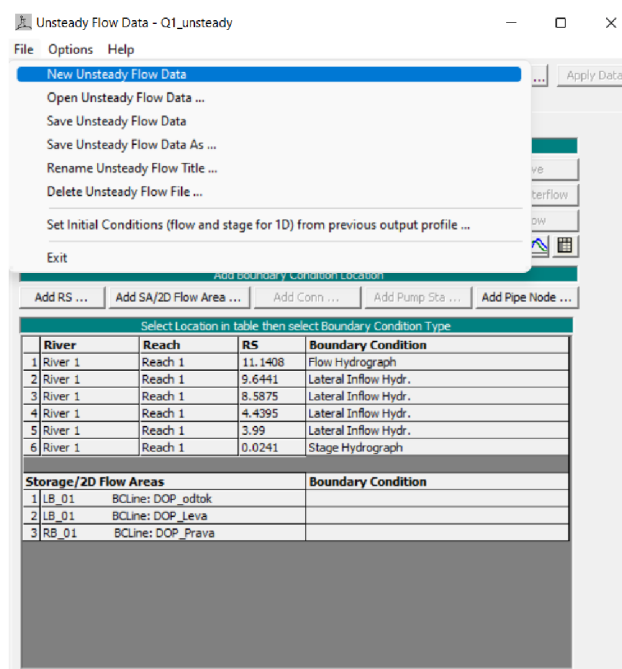 Unsteady Flow Data - Q1_unsteady
File Options Help
New Unsteady Flow Data
... Apply Data
Open Unsteady Flow Data ...
Save Unsteady Flow Data
Save Unsteady Flow Data As ...
Rename Unsteady Flow Title ...
Delete Unsteady Flow File ...
Set Initial Conditions (flow and stage for 1D) from previous output profile ...
Exit
Add Boundary Condition Location
Add RS ... Add SA/2D Flow Area ... Add Conn ... Add Pump Sta ... Add Pipe Node ...
Select Location in table then select Boundary Condition Type
River Reach RS Boundary Condition
1 River 1 Reach 1 11.1408 Flow Hydrograph
2 River 1 Reach 1 9.6441 Lateral Inflow Hydr.
3 River 1 Reach 1 8.5875 Lateral Inflow Hydr.
4 River 1 Reach 1 4.4395 Lateral Inflow Hydr.
5 River 1 Reach 1 3.99 Lateral Inflow Hydr.
6 River 1 Reach 1 0.0241 Stage Hydrograph
Storage/2D Flow Areas Boundary Condition
1 LB_01 BCLine: DOP_odtok
2 LB_01 BCLine: DOP_Leva
3 RB_01 BCLine: DOP_Prava